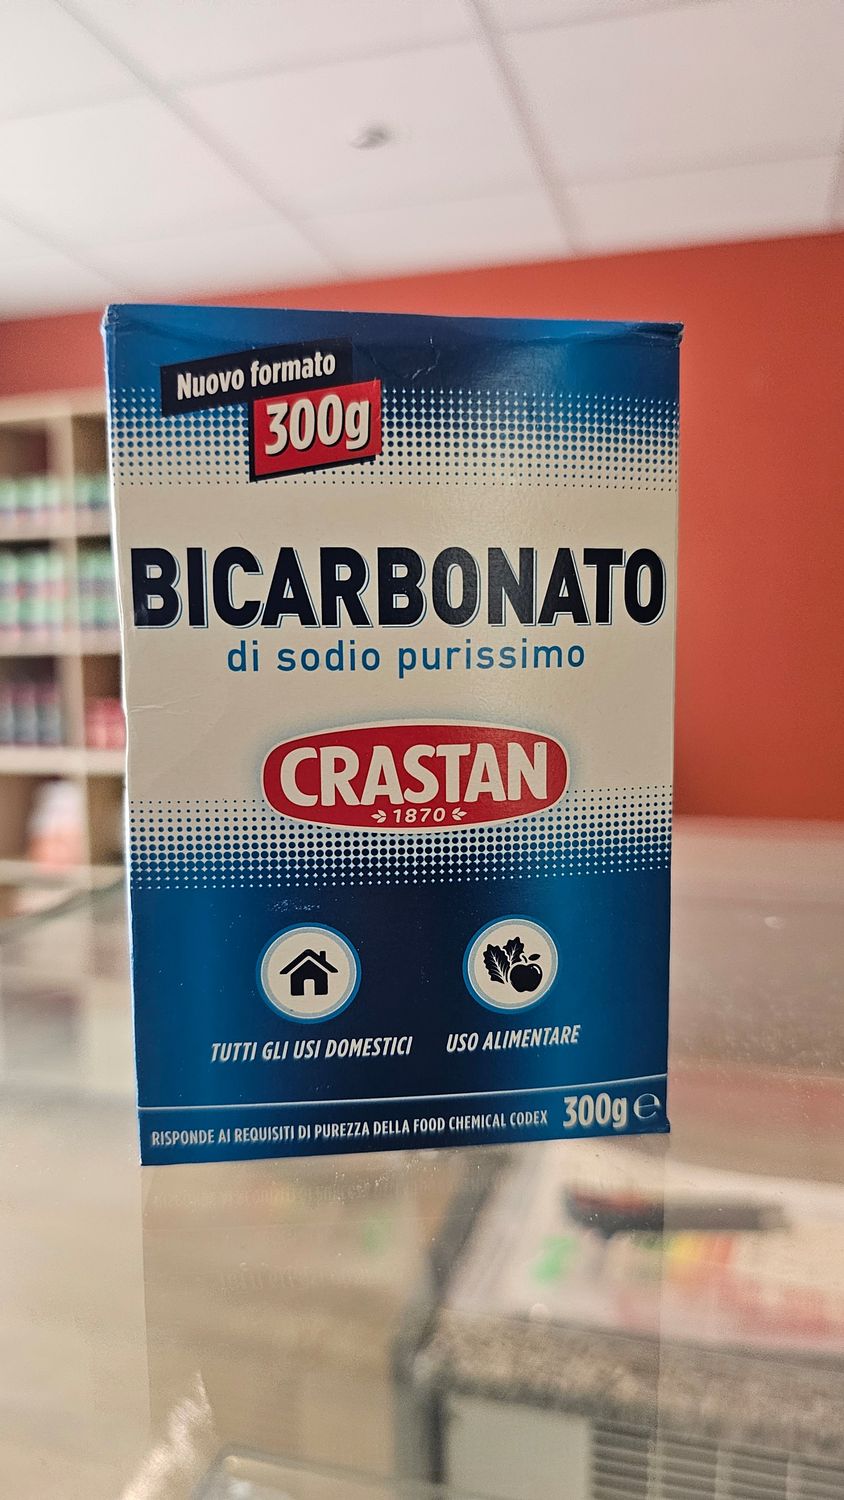 Nuovo formato
300g
BICARBONATO
di sodio purissimo
CRASTAN
1870
TUTTI GLI USI DOMESTICI
USO ALIMENTARE
RISPONDE AI REQUISITI DI PUREZZA DELLA FOOD CHEMICAL CODEX 300g ℮